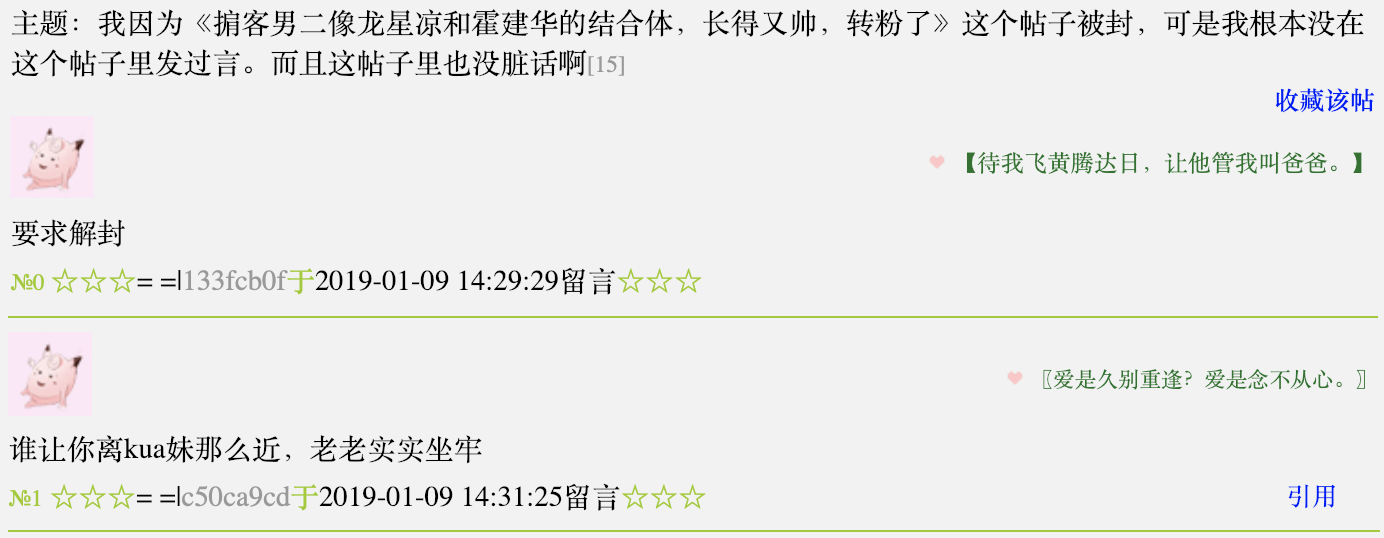 主题：我因为《掮客男二像龙星凉和霍建华的结合体，长得又帅，转粉了》这个帖子被封，可是我根本没在
这个帖子里发过言。而且这帖子里也没脏话啊[15]
收藏该帖
【待我飞黄腾达日，让他管我叫爸爸。】
要求解封
№0 ☆☆☆= =|133fcb0f于2019-01-09 14:29:29留言☆☆☆
〖爱是久别重逢？爱是念不从心。〗
谁让你离kua妹那么近，老老实实坐牢
№1 ☆☆☆= =|c50ca9cd于2019-01-09 14:31:25留言☆☆☆
引用